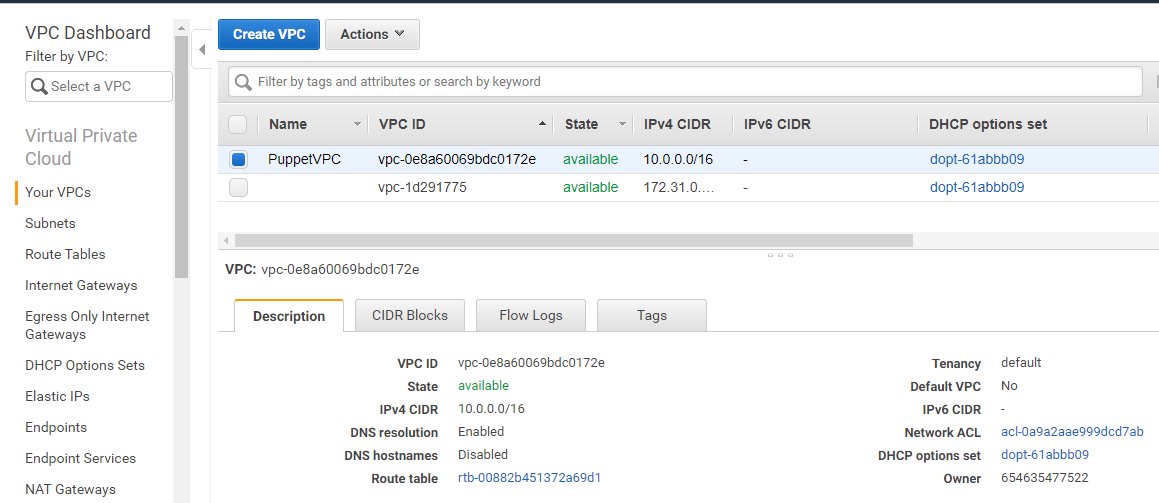 VPC Dashboard
Filter by VPC:
Select a VPC
Virtual Private
Cloud
Your VPCs
Subnets
Route Tables
Internet Gateways
Egress Only Internet
Gateways
DHCP Options Sets
Elastic IPs
Endpoints
Endpoint Services
NAT Gateways
Create VPC Actions
Filter by tags and attributes or search by keyword
Name VPC ID State IPv4 CIDR IPv6 CIDR DHCP options set
PuppetVPC vpc-0e8a60069bdc0172e available 10.0.0.0/16 - dopt-61abbb09
vpc-1d291775 available 172.31.0.… - dopt-61abbb09
VPC: vpc-0e8a60069bdc0172e
Description CIDR Blocks Flow Logs Tags
VPC ID vpc-0e8a60069bdc0172e Tenancy default
State available Default VPC No
IPv4 CIDR 10.0.0.0/16 IPv6 CIDR -
DNS resolution Enabled Network ACL acl-0a9a2aae999dcd7ab
DNS hostnames Disabled DHCP options set dopt-61abbb09
Route table rtb-00882b451372a69d1 Owner 654635477522